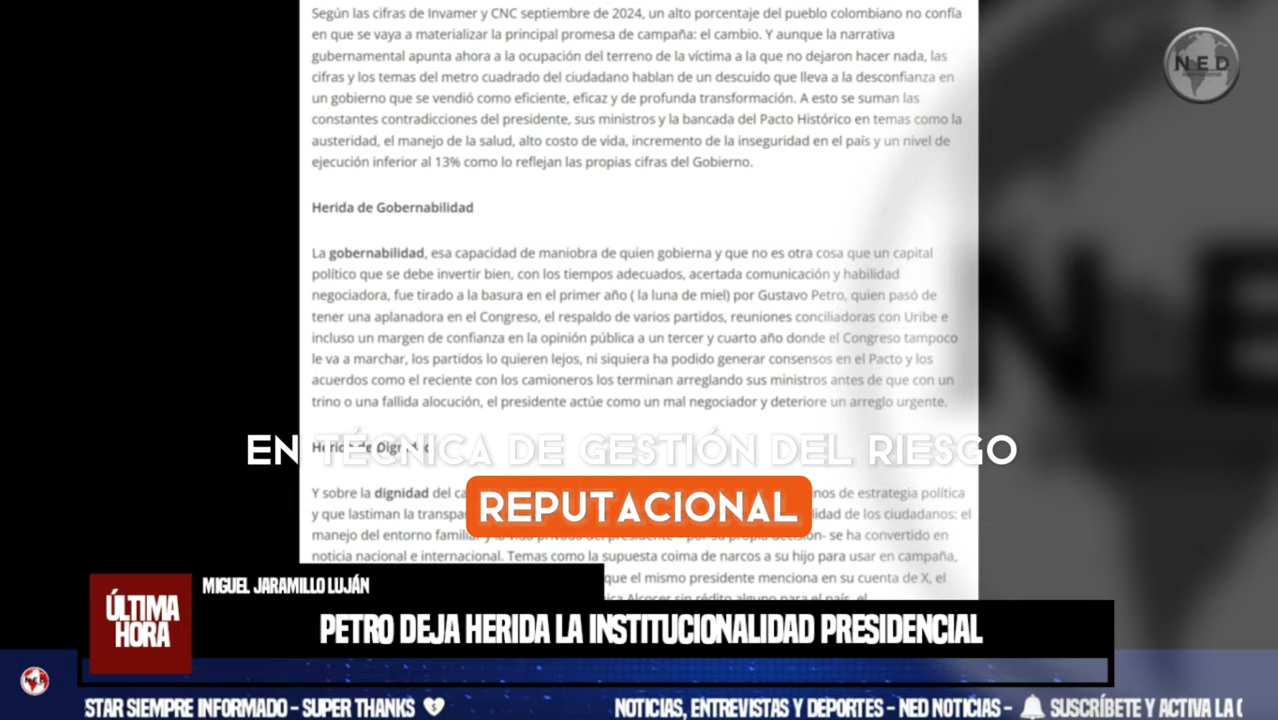 Según las cifras de Invamer y CNC septiembre de 2024, un alto porcentaje del pueblo colombiano no confía
en que se vaya a materializar la principal promesa de campaña: el cambio. Y aunque la narrativa
gubernamental apunta ahora a la ocupación del terreno de la víctima a la que no dejaron hacer nada, las
cifras y los temas del metro cuadrado del ciudadano hablan de un descuido que lleva a la desconfianza en
un gobierno que se vendió como eficiente, eficaz y de profunda transformación. A esto se suman las
constantes contradicciones del presidente, sus ministros y la bancada del Pacto Histórico en temas como la
austeridad, el manejo de la salud, alto costo de vida, incremento de la inseguridad en el país y un nivel de
ejecución inferior al 13% como lo reflejan las propias cifras del Gobierno.
Herida de Gobernabilidad
La gobernabilidad, esa capacidad de maniobra de quien gobierna y que no es otra cosa que un capital
político que se debe invertir bien, con los tiempos adecuados, acertada comunicación y habilidad
negociadora, fue tirado a la basura en el primer año ( la luna de miel) por Gustavo Petro, quien pasó de
tener una aplanadora en el Congreso, el respaldo de varios partidos, reuniones conciliadoras con Uribe e
incluso un margen de confianza en la opinión pública a un tercer y cuarto año donde el Congreso tampoco
le va a marchar, los partidos lo quieren lejos, ni siquiera ha podido generar consensos en el Pacto y los
acuerdos como el reciente con los camioneros los terminan arreglando sus ministros antes de que con un
trino o una fallida alocución, el presidente actúe como un mal negociador y deteriore un arreglo urgente.
EN TÉCNICA DE GESTIÓN DEL RIESGO
REPUTACIONAL
Y sobre la dignidad del
de estrategia política
y que lastiman la
de los ciudadanos: el
manejo del entorno
se ha convertido en
noticia nacional e internacional. Temas como la supuesta coima de narcos a su hijo para usar en campaña,
que el mismo presidente menciona en su cuenta de X, el
NED
MIGUEL JARAMILLO LUJÁN
ÚLTIMA
HORA
PETRO DEJA HERIDA LA INSTITUCIONALIDAD PRESIDENCIAL
STAR SIEMPRE INFORMADO - SUPER THANKS
NOTICIAS, ENTREVISTAS Y DEPORTES - NED NOTICIAS -
SUSCRÍBETE Y ACTIVA LA